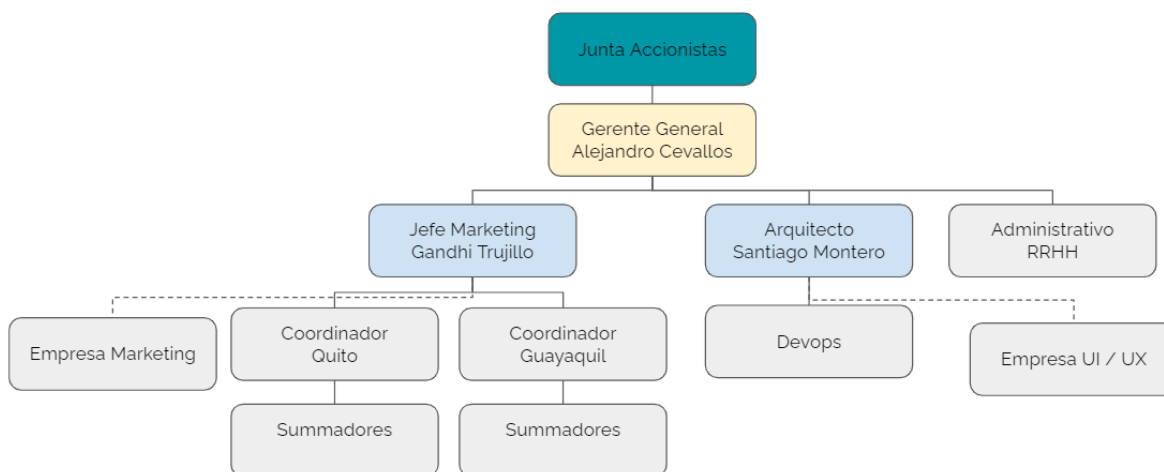 Junta Accionistas
Gerente General
Alejandro Cevallos
Jefe Marketing
Gandhi Trujillo
Arquitecto
Santiago Montero
Administrativo
RRHH
Empresa Marketing
Coordinador
Quito
Coordinador
Guayaquil
Devops
Empresa UI / UX
Summadores
Summadores